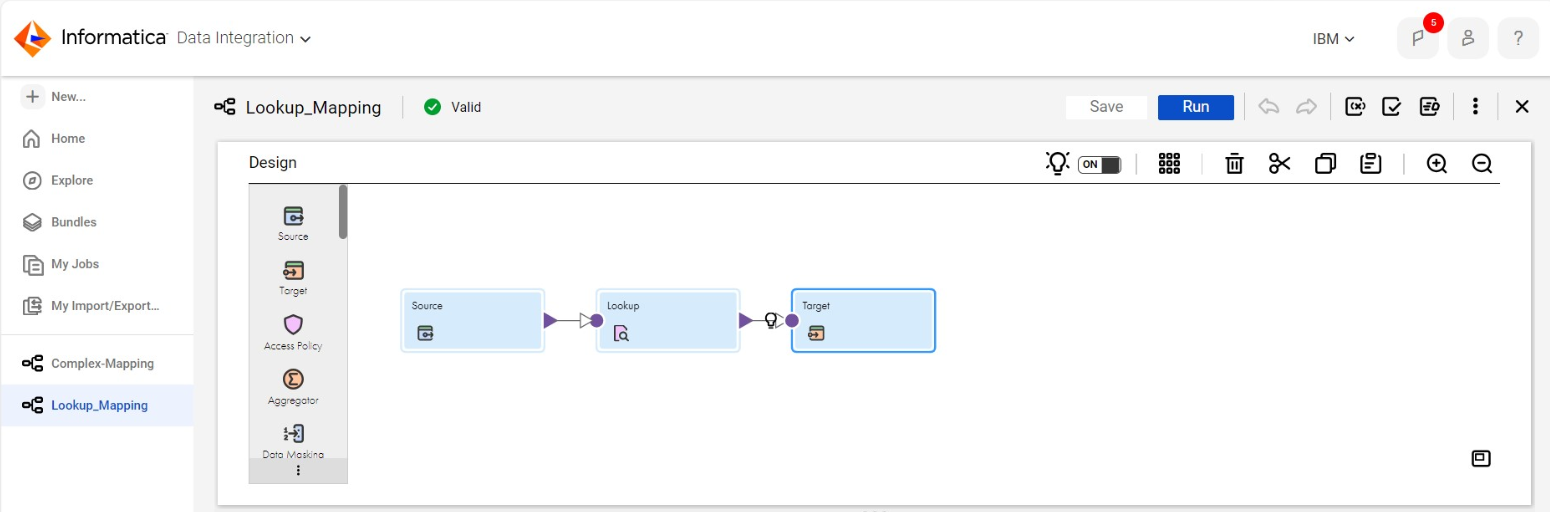 Informatica Data Integration
IBM
5
?
New...
Home
Explore
Bundles
My Jobs
My Import/Export...
Complex-Mapping
Lookup_Mapping
Lookup_Mapping
Valid
Save
Run
Design
ON
Source
Target
Access Policy
Aggregator
Data Masking
Source
Lookup
Target